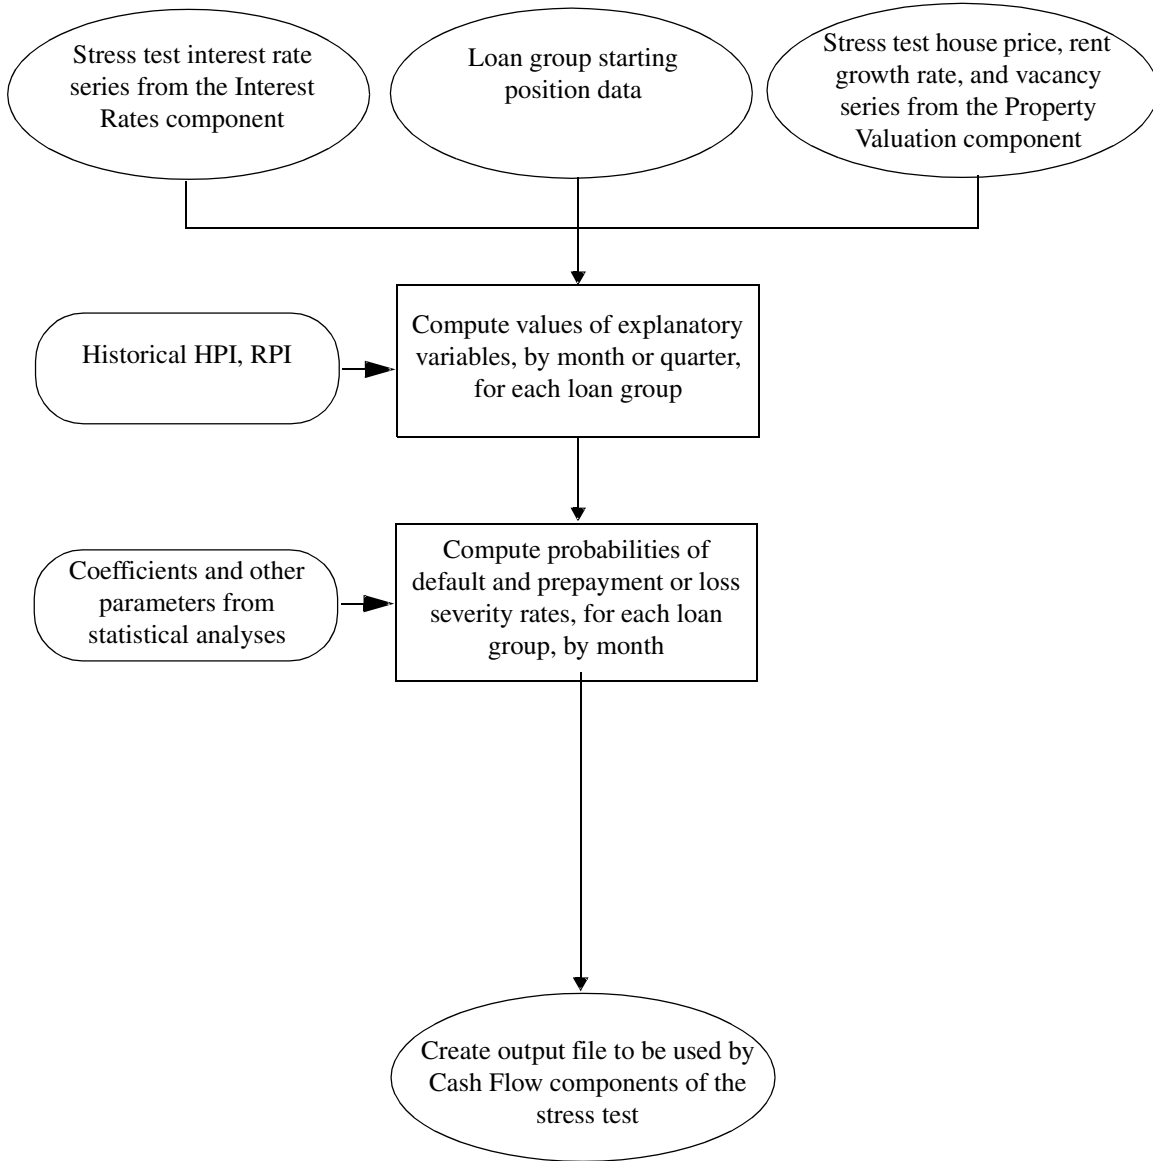 Stress test interest rate
series from the Interest
Rates component
Loan group starting
position data
Stress test house price, rent
growth rate, and vacancy
series from the Property
Valuation component
Historical HPI, RPI
Compute values of explanatory
variables, by month or quarter,
for each loan group
Coefficients and other
parameters from
statistical analyses
Compute probabilities of
default and prepayment or loss
severity rates, for each loan
group, by month
Create output file to be used by
Cash Flow components of the
stress test